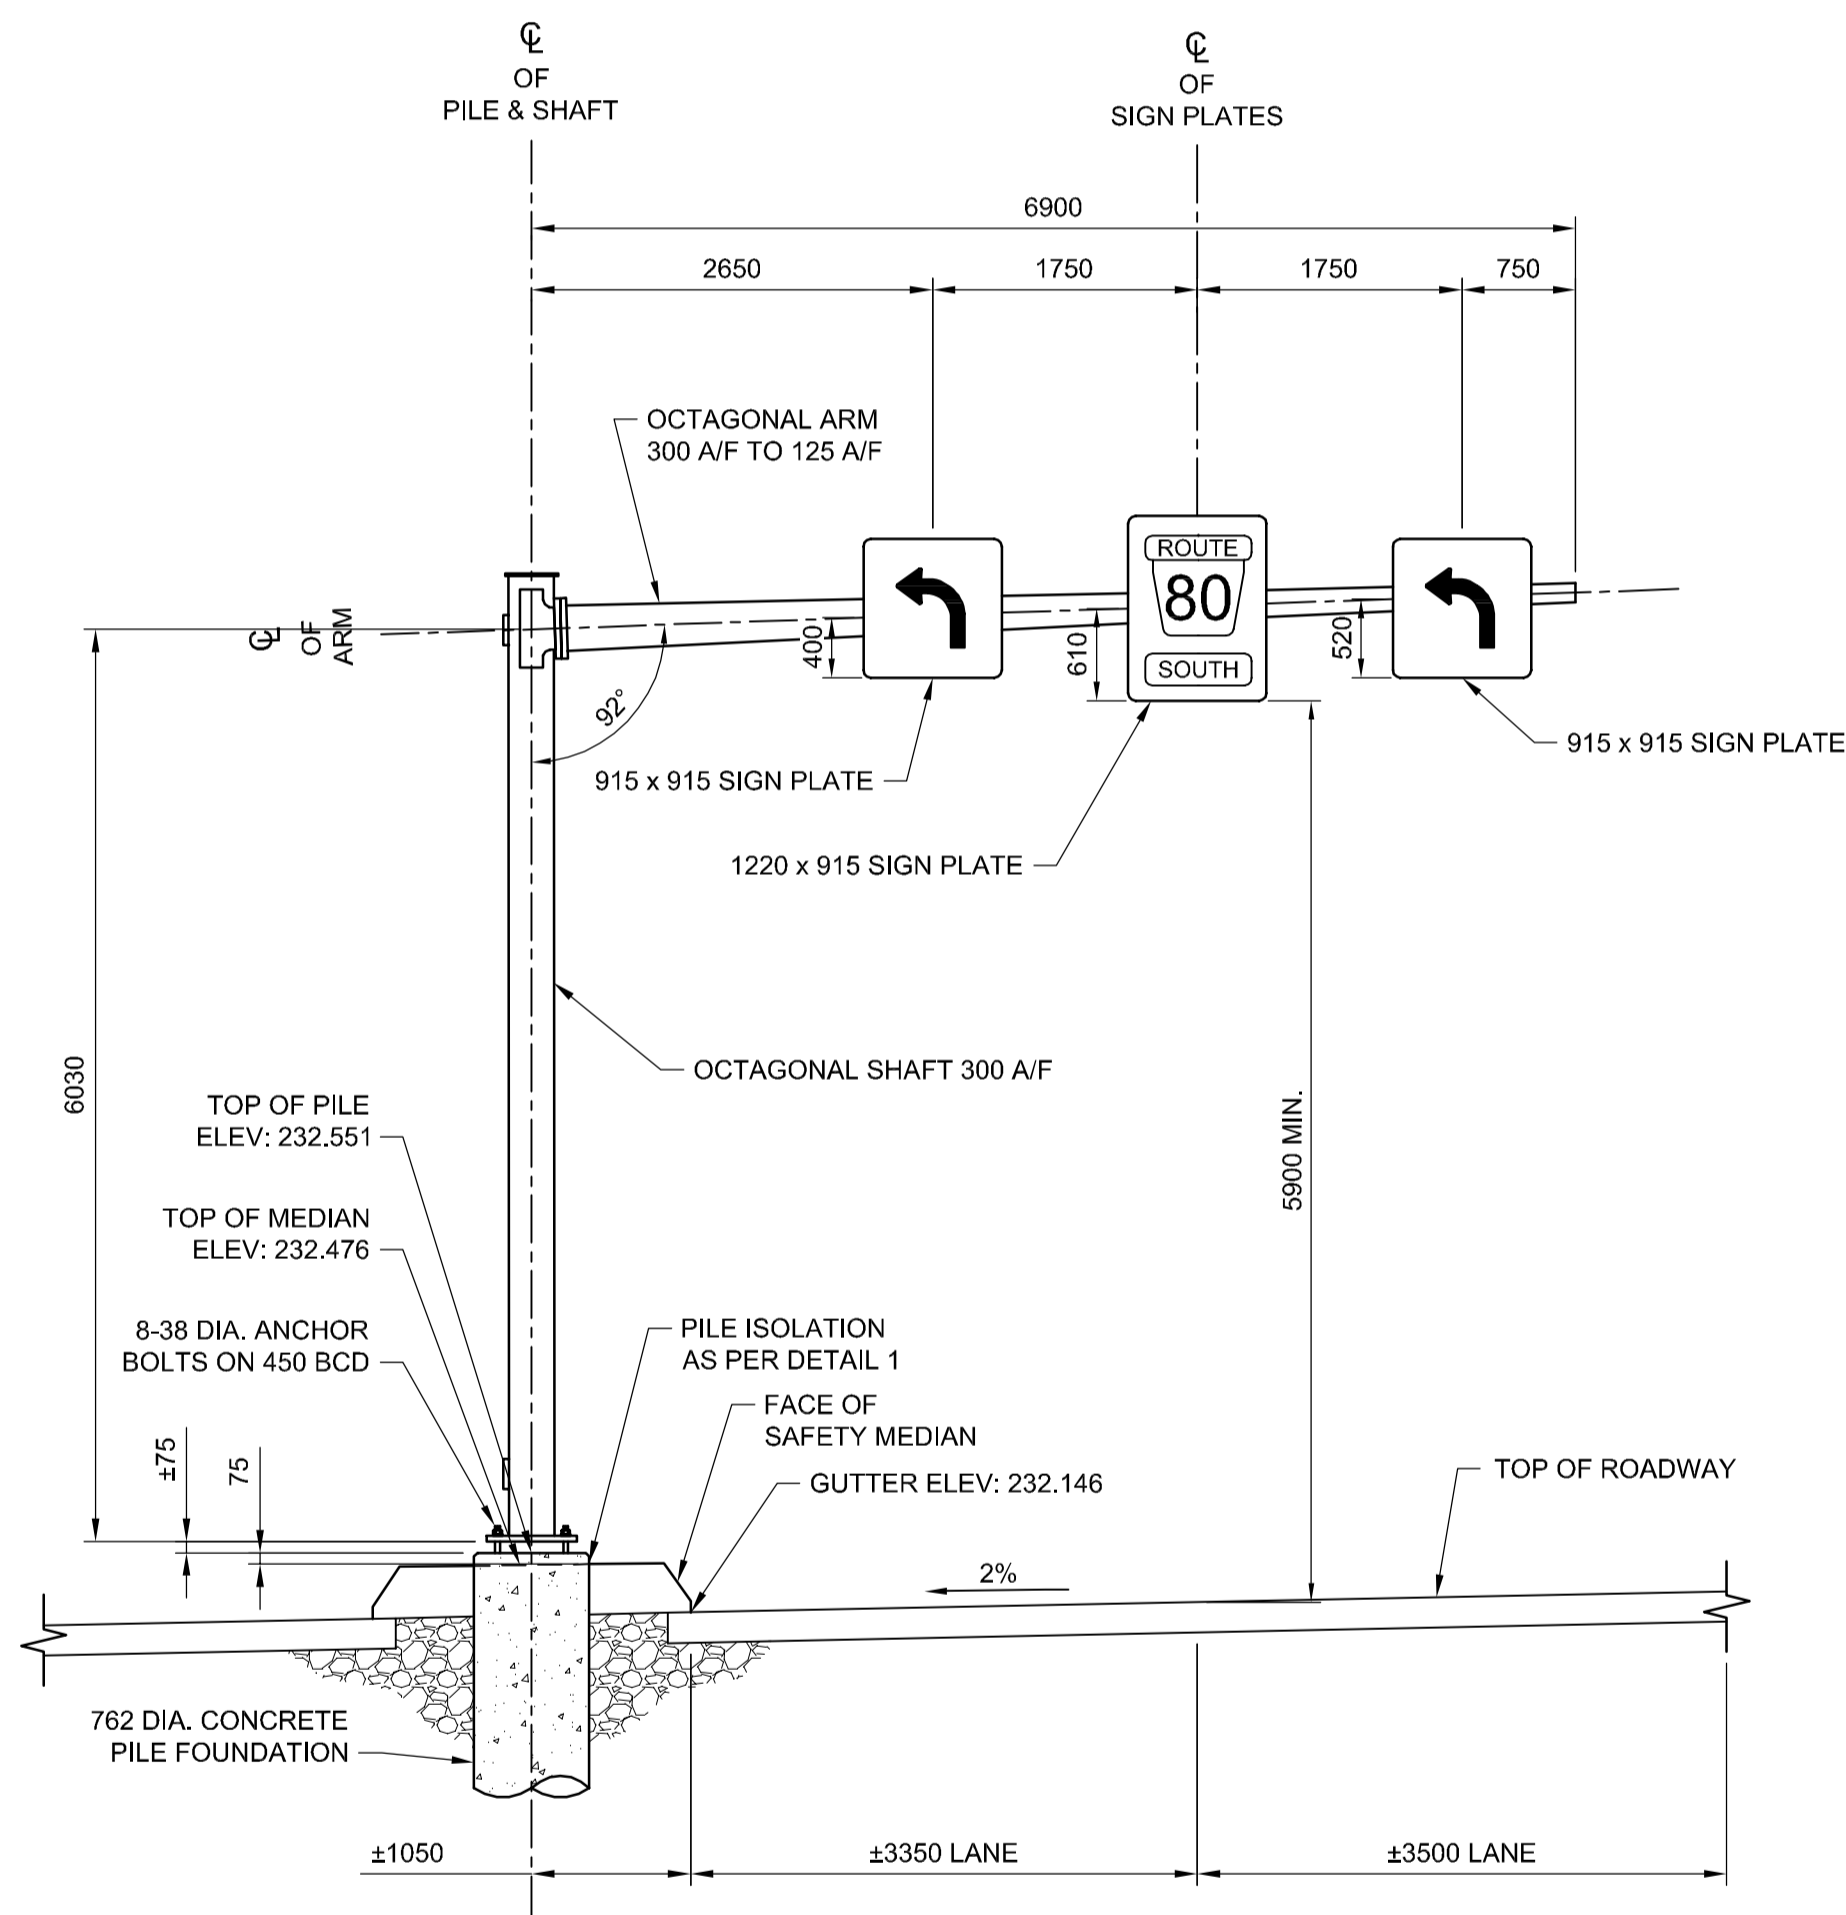 ℄
OF
PILE & SHAFT
℄
OF
SIGN PLATES
6900
2650
1750
1750
750
OCTAGONAL ARM
300 A/F TO 125 A/F
ROUTE
80
SOUTH
℄
OF
ARM
400
610
520
92°
915 x 915 SIGN PLATE
915 x 915 SIGN PLATE
1220 x 915 SIGN PLATE
6030
OCTAGONAL SHAFT 300 A/F
5900 MIN.
TOP OF PILE
ELEV: 232.551
TOP OF MEDIAN
ELEV: 232.476
8-38 DIA. ANCHOR
BOLTS ON 450 BCD
PILE ISOLATION
AS PER DETAIL 1
FACE OF
SAFETY MEDIAN
±75
75
GUTTER ELEV: 232.146
TOP OF ROADWAY
2%
762 DIA. CONCRETE
PILE FOUNDATION
±1050
±3350 LANE
±3500 LANE